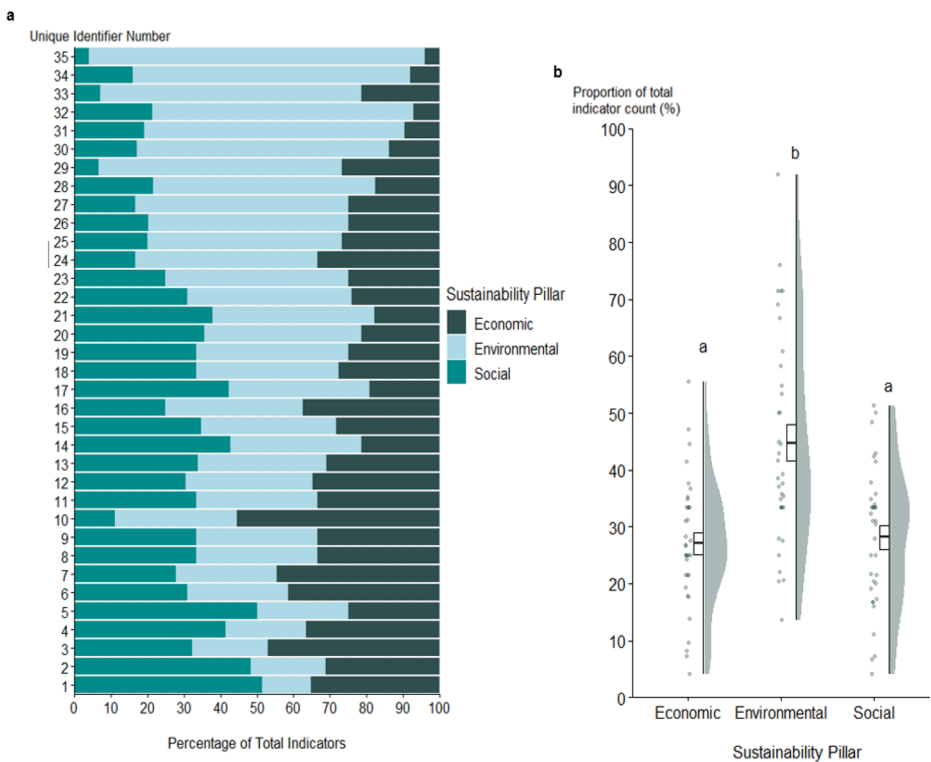 a
Unique Identifier Number
35
34
33
32
31
30
29
28
27
26
25
24
23
22
21
20
19
18
17
16
15
14
13
12
11
10
9
8
7
6
5
4
3
2
1
0 10 20 30 40 50 60 70 80 90 100
Percentage of Total Indicators
Sustainability Pillar
Economic
Environmental
Social
b
Proportion of total
indicator count (%)
100
90
80
70
60
50
40
30
20
10
0
a
b
a
Economic Environmental Social
Sustainability Pillar